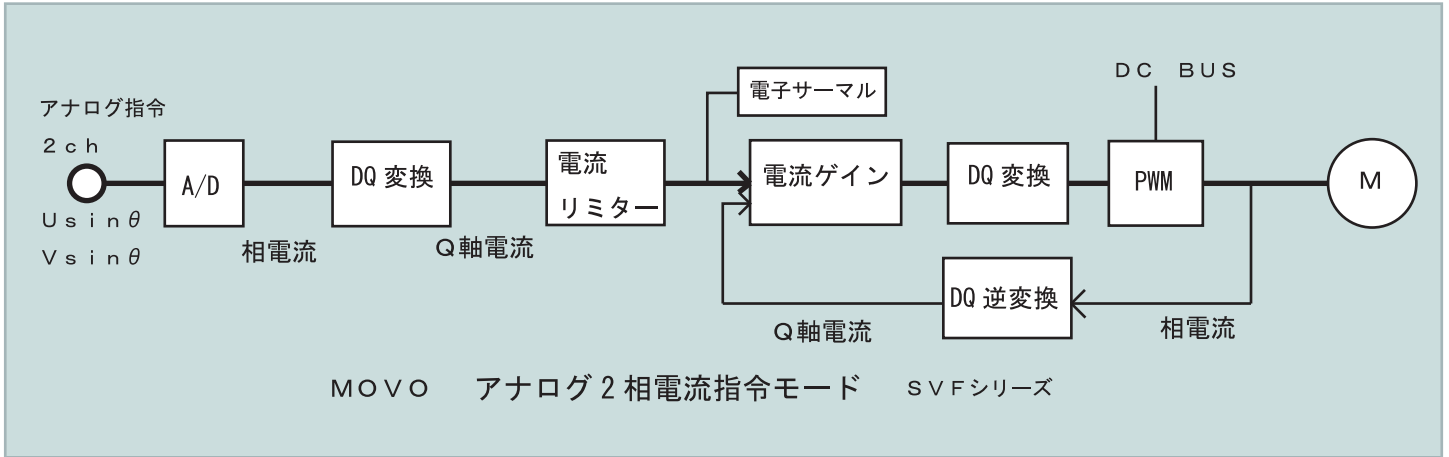 アナログ指令
２ｃｈ
Ｕｓｉｎθ
Ｖｓｉｎθ
A/D
相電流
DQ 変換
Ｑ軸電流
電流
リミター
電子サーマル
電流ゲイン
DQ 変換
ＤＣ　ＢＵＳ
PWM
Ｍ
DQ 逆変換
Ｑ軸電流
相電流
ＭＯＶＯ　アナログ２相電流指令モード　ＳＶＦシリーズ